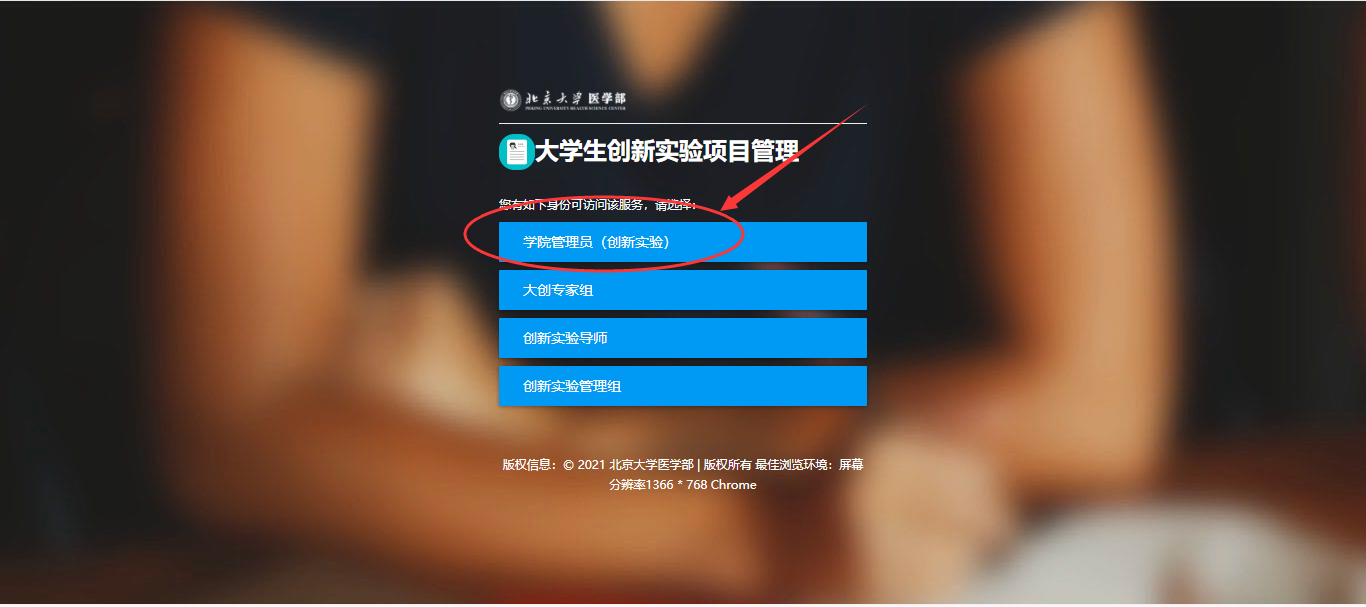 北京大学 医学部
PEKING UNIVERSITY HEALTH SCIENCE CENTER
大学生创新实验项目管理
您有如下身份可访问该服务，请选择：
学院管理员（创新实验）
大创专家组
创新实验导师
创新实验管理组
版权信息：© 2021 北京大学医学部 | 版权所有 最佳浏览环境：屏幕
分辨率1366 * 768 Chrome